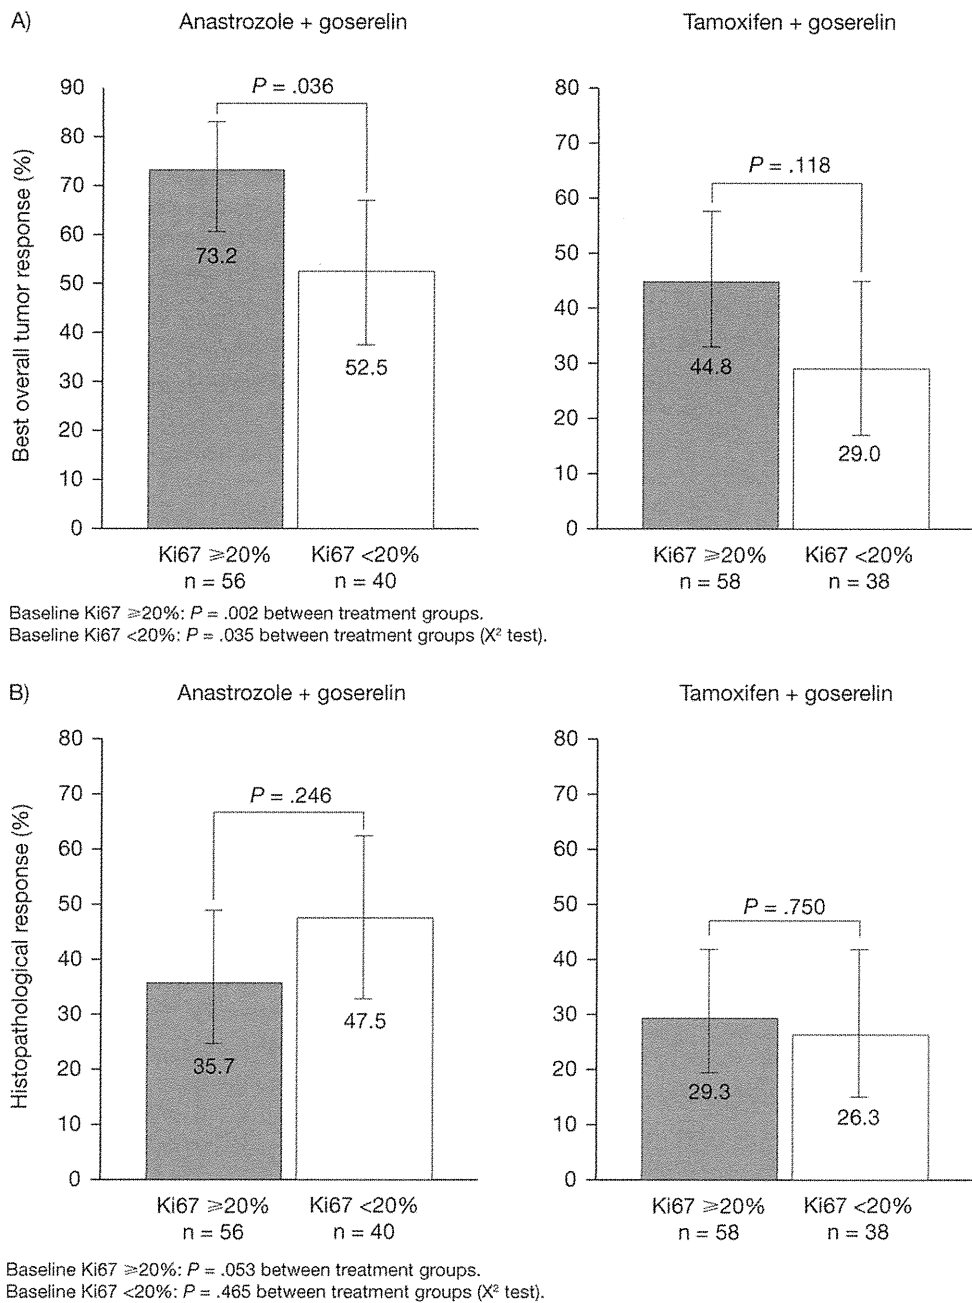 A)
Anastrozole + goserelin
Tamoxifen + goserelin
Best overall tumor response (%)
90
80
70
60
50
40
30
20
10
0
P = .036
73.2
52.5
Ki67 ⩾20%
n = 56
Ki67 <20%
n = 40
80
70
60
50
40
30
20
10
0
P = .118
44.8
29.0
Ki67 ⩾20%
n = 58
Ki67 <20%
n = 38
Baseline Ki67 ⩾20%: P = .002 between treatment groups.
Baseline Ki67 <20%: P = .035 between treatment groups (X² test).
B)
Anastrozole + goserelin
Tamoxifen + goserelin
Histopathological response (%)
80
70
60
50
40
30
20
10
0
P = .246
35.7
47.5
Ki67 ⩾20%
n = 56
Ki67 <20%
n = 40
80
70
60
50
40
30
20
10
0
P = .750
29.3
26.3
Ki67 ⩾20%
n = 58
Ki67 <20%
n = 38
Baseline Ki67 ⩾20%: P = .053 between treatment groups.
Baseline Ki67 <20%: P = .465 between treatment groups (X² test).